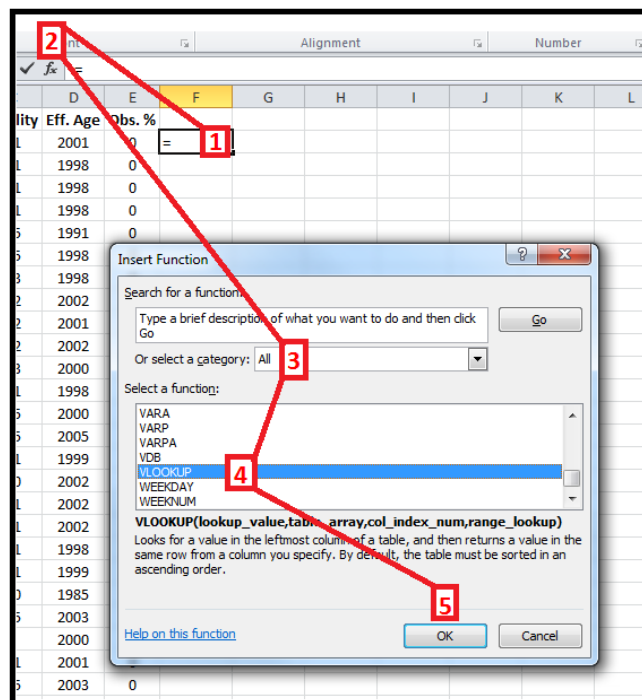 2 Alignment Number
fx =
D E F G H I J K L
lity Eff. Age Obs. %
2001 0 = 1
1998 0
1998 0
1998 0
1991 0
1998
1998
2002
2001
2002
2000
1998
2000
2005
1999
2002
2002
2002
1998
1999
1985
2003
2000
2001
2003 0
Insert Function
Search for a function:
Type a brief description of what you want to do and then click
Go
Go
Or select a category: All 3
Select a function:
VARA
VARP
VARPA
VDB
VLOOKUP 4
WEEKDAY
WEEKNUM
VLOOKUP(lookup_value,table_array,col_index_num,range_lookup)
Looks for a value in the leftmost column of a table, and then returns a value in the
same row from a column you specify. By default, the table must be sorted in an
ascending order.
5
Help on this function OK Cancel